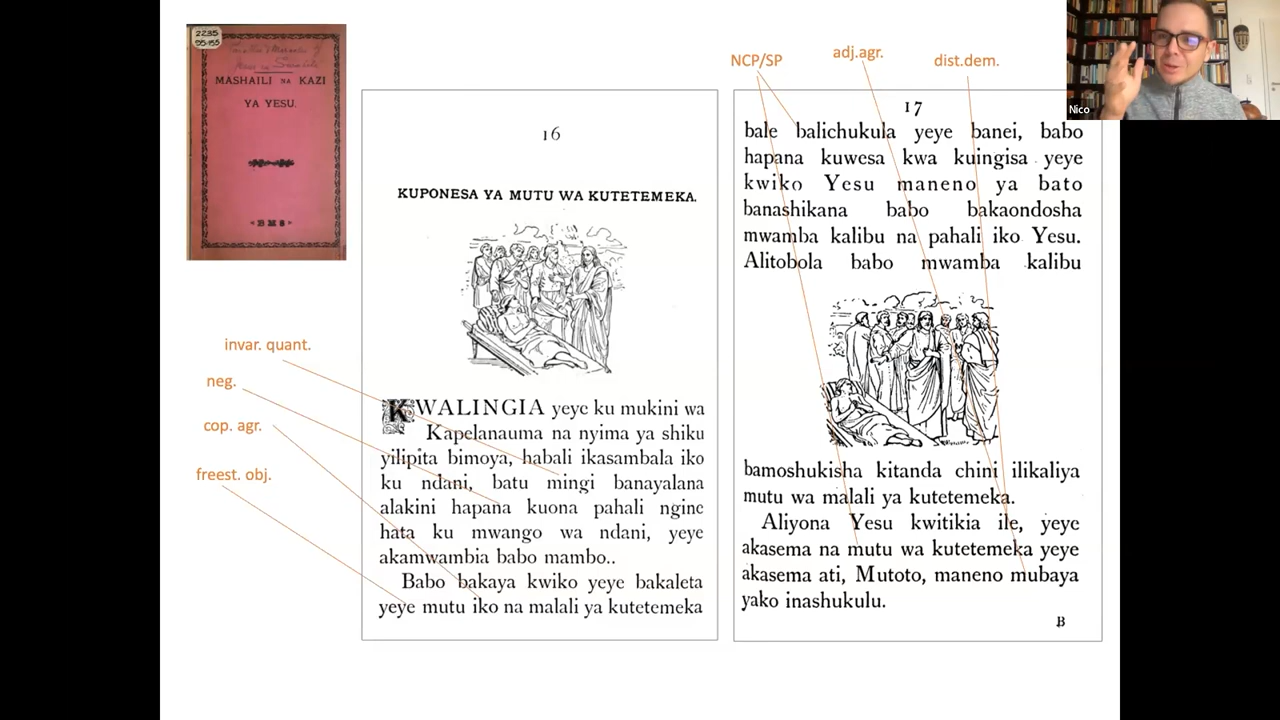 2235
95-155
MASHAILI NA KAZI
YA YESU.
BMS
invar. quant.
neg.
cop. agr.
freest. obj.
16
KUPONESA YA MUTU WA KUTETEMEKA.
KWALINGIA yeye ku mukini wa
Kapelanauma na nyima ya shiku
yilipita bimoya, habali ikasambala iko
ku ndani, batu mingi banayalana
alakini hapana kuona pahali nginc
hata ku mwango wa ndani, yeye
akamwambia babo mambo..
Babo bakaya kwiko yeye bakaleta
yeye mutu iko na malali ya kutetemeka
NCP/SP
adj.agr.
dist.dem.
17
bale balichukula yeye banei, babo
hapana kuwesa kwa kuingisa yeye
kwiko Yesu maneno ya bato
banashikana babo bakaondosha
mwamba kalibu na pahali iko Yesu.
Alitobola babo mwamba kalibu
bamoshukisha kitanda chini ilikaliya
mutu wa malali ya kutetemeka.
Aliyona Yesu kwitikia ile, yeye
akasema na mutu wa kutetemeka yeye
akasema ati, Mutoto, maneno mubaya
yako inashukulu.
B
Nico